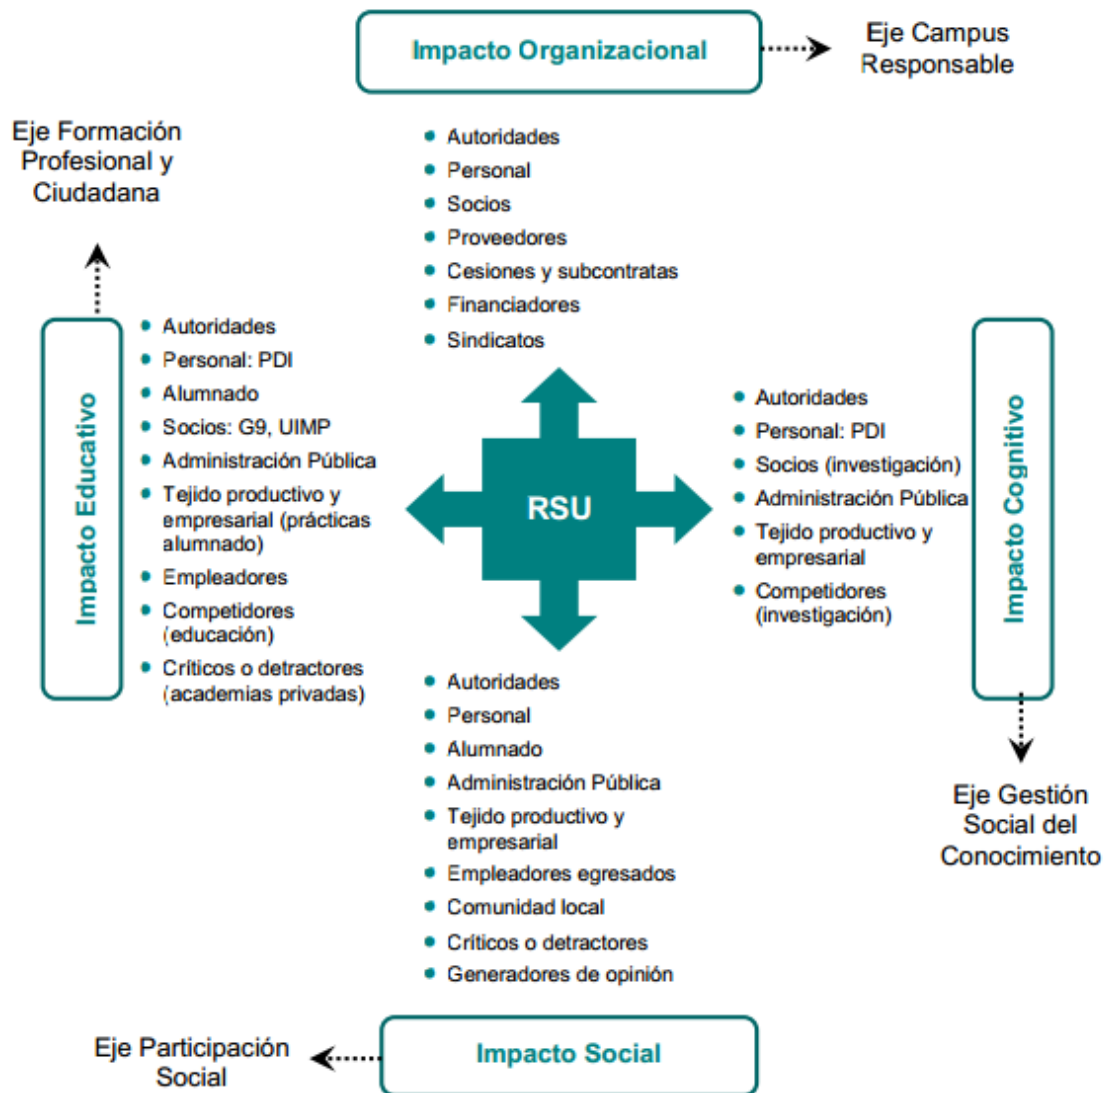 Impacto Organizacional
Eje Campus
Responsable
Eje Formación
Profesional y
Ciudadana
Autoridades
Personal
Socios
Proveedores
Cesiones y subcontratas
Financiadores
Sindicatos
Impacto Educativo
Autoridades
Personal: PDI
Alumnado
Socios: G9, UIMP
Administración Pública
Tejido productivo y
empresarial (prácticas
alumnado)
Empleadores
Competidores
(educación)
Críticos o detractores
(academias privadas)
RSU
Autoridades
Personal: PDI
Socios (investigación)
Administración Pública
Tejido productivo y
empresarial
Competidores
(investigación)
Impacto Cognitivo
Autoridades
Personal
Alumnado
Administración Pública
Tejido productivo y
empresarial
Empleadores egresados
Comunidad local
Críticos o detractores
Generadores de opinión
Eje Gestión
Social del
Conocimiento
Eje Participación
Social
Impacto Social